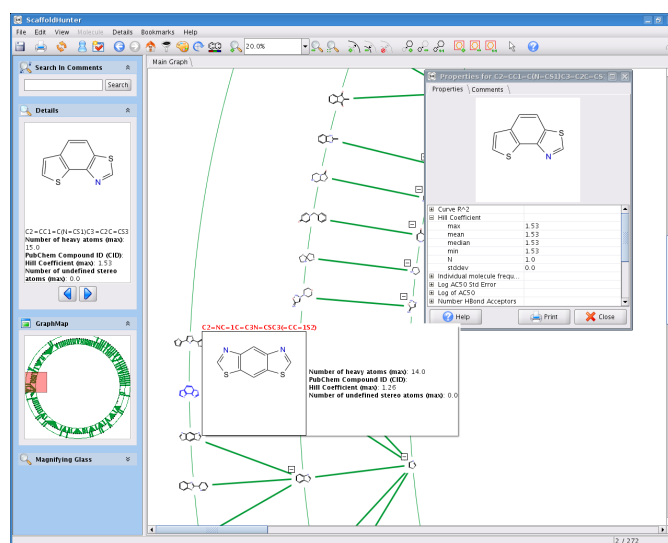 ScaffoldHunter
File Edit View Molecule Details Bookmarks Help
20.0%
Search In Comments
Search
Details
S
S
N
C2=CC1=C(N=CS1)C3=C2C=CS3
Number of heavy atoms (max):
15.0
PubChem Compound ID (CID):
Hill Coefficient (max): 1.53
Number of undefined stereo
atoms (max): 0.0
GraphMap
Magnifying Glass
Main Graph
Properties for C2=CC1=C(N=CS1)C3=C2C=CS
Properties Comments
S
S
N
Curve R^2
Hill Coefficient
max 1.53
mean 1.53
median 1.53
min 1.53
N 1.0
stddev 0.0
Individual molecule frequ...
Log AC50 Std Error
Log of AC50
Number HBond Acceptors
Help Print Close
C2=NC=1C=C3N=CSC3(=CC=1S2)
N N
S S
Number of heavy atoms (max): 14.0
PubChem Compound ID (CID):
Hill Coefficient (max): 1.26
Number of undefined stereo atoms (max): 0.0
2 / 272